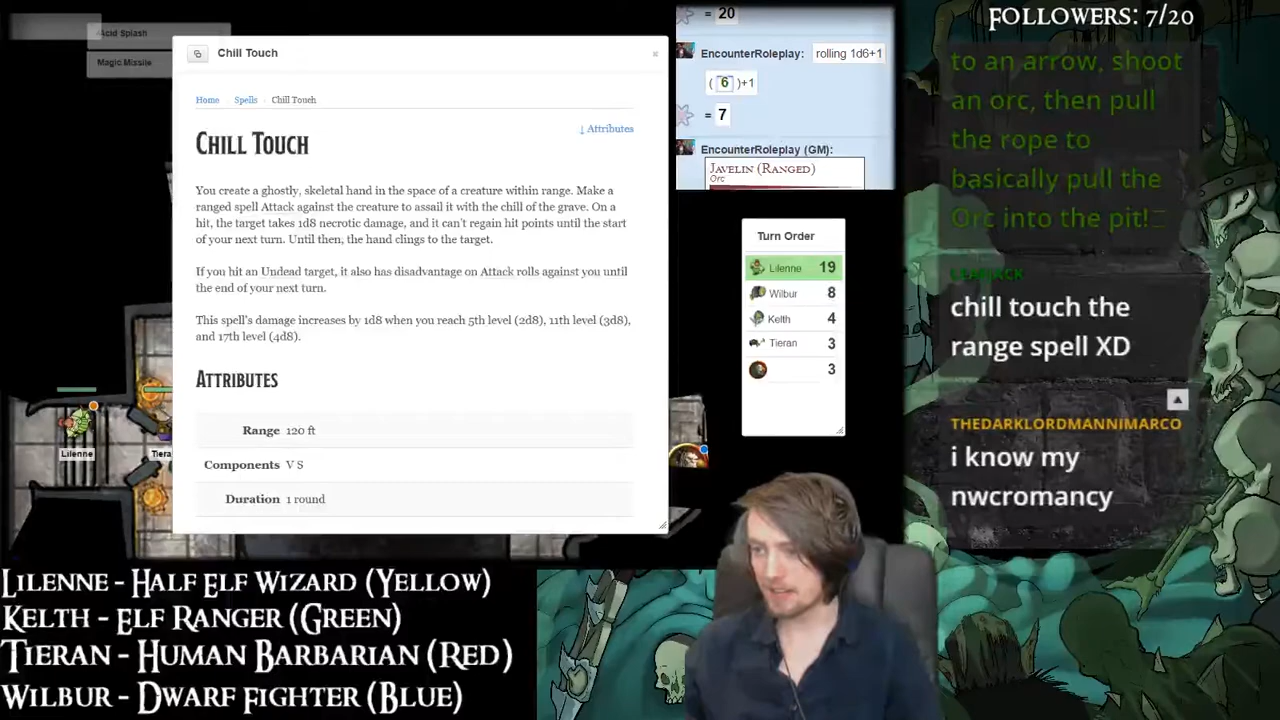 Acid Splash
Magic Missile
Chill Touch
Home Spells Chill Touch
↓ Attributes
Chill Touch
You create a ghostly, skeletal hand in the space of a creature within range. Make a
ranged spell Attack against the creature to assail it with the chill of the grave. On a
hit, the target takes 1d8 necrotic damage, and it can't regain hit points until the start
of your next turn. Until then, the hand clings to the target.
If you hit an Undead target, it also has disadvantage on Attack rolls against you until
the end of your next turn.
This spell's damage increases by 1d8 when you reach 5th level (2d8), 11th level (3d8),
and 17th level (4d8).
Attributes
Range 120 ft
Components V S
Duration 1 round
= 20
EncounterRoleplay: rolling 1d6+1
(6)+1
= 7
EncounterRoleplay (GM):
Javelin (Ranged)
Orc
Turn Order
Lilenne 19
Wilbur 8
Kelth 4
Tieran 3
3
Lilenne
Tiera
Followers: 7/20
to an arrow, shoot
an orc, then pull
the rope to
basically pull the
Orc into the pit!
chill touch the
range spell XD
THEDARKLORDMANNIMARCO
i know my
nwcromancy
Lilenne - Half Elf Wizard (Yellow)
Kelth - Elf Ranger (Green)
Tieran - Human Barbarian (Red)
Wilbur - Dwarf Fighter (Blue)